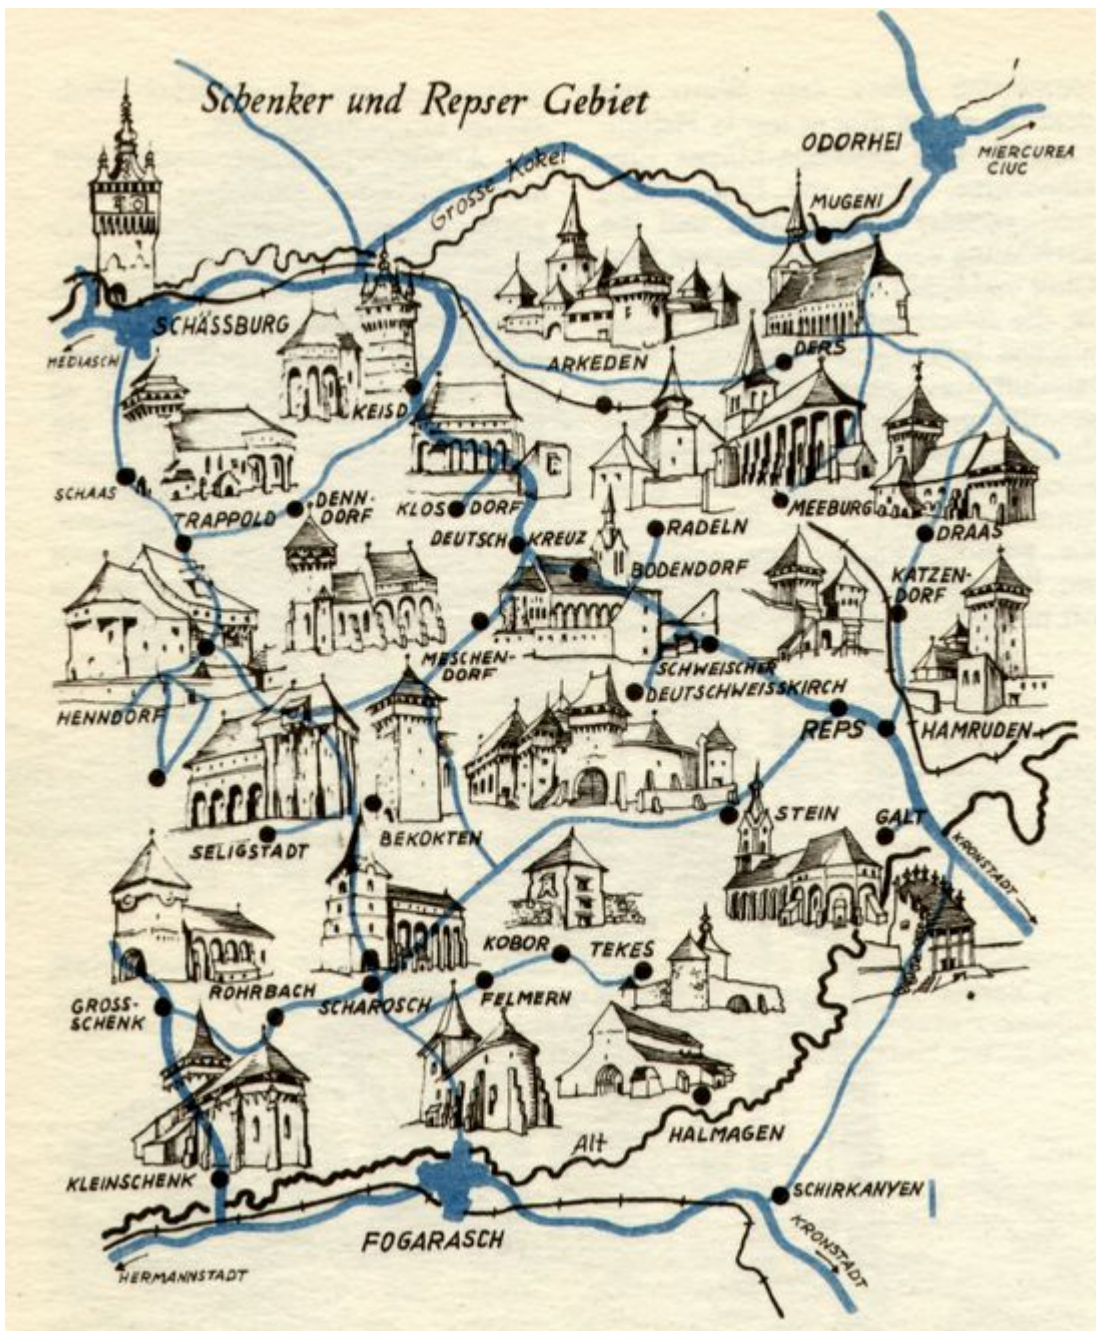 Schenker und Repser Gebiet
ODORHEI
MIERCUREA
CIUC
Grosse Kokel
MUGENI
SCHÄSSBURG
MEDIASCH
ARKEDEN
DERS
KEISD
SCHAAS
TRAPPOLD
DENN-
DORF
KLOS DORF
MEEBURG
RADELN
DRAAS
DEUTSCH KREUZ
BODENDORF
KATZEN-
DORF
MESCHEN-
DORF
SCHWEISCHER
DEUTSCHWEISSKIRCH
HENNDORF
REPS
HAMRUDEN
STEIN
GALT
SELIGSTADT
BEKOKTEN
KRONSTADT
KOBOR
TEKES
ROHRBACH
SCHAROSCH
FELMERN
GROSS-
SCHENK
HALMAGEN
Alt
KLEINSCHENK
SCHIRKANYEN
FOGARASCH
KRONSTADT
HERMANNSTADT